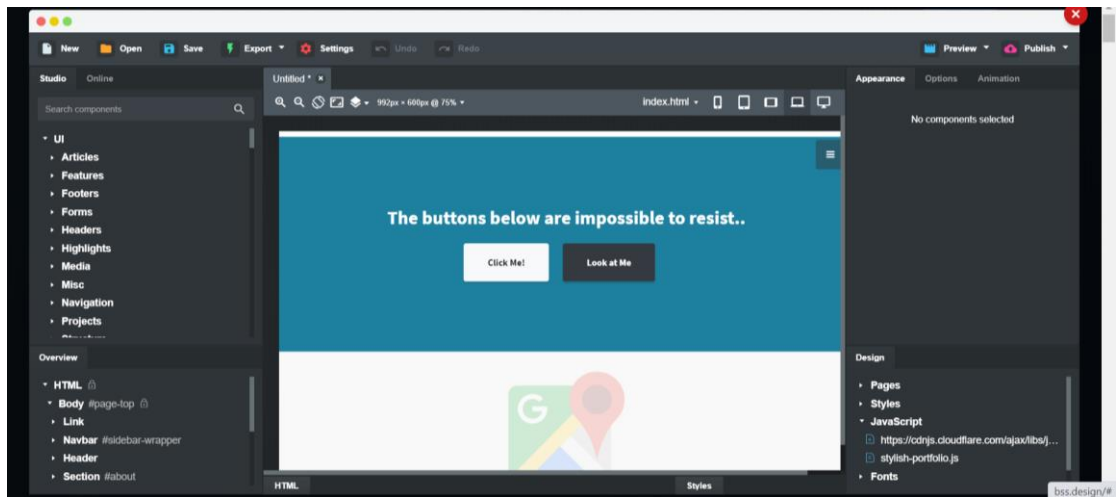 New Open Save Export Settings Undo Redo Preview Publish
Studio Online
Search components
UI
Articles
Features
Footers
Forms
Headers
Highlights
Media
Misc
Navigation
Projects
Overview
HTML
Body #page-top
Link
Navbar #sidebar-wrapper
Header
Section #about
Untitled *
992px × 600px @ 75% index.html
The buttons below are impossible to resist..
Click Me! Look at Me
G
HTML Styles
Appearance Options Animation
No components selected
Design
Pages
Styles
JavaScript
https://cdnjs.cloudflare.com/ajax/libs/j...
stylish-portfolio.js
Fonts
bss.design/#